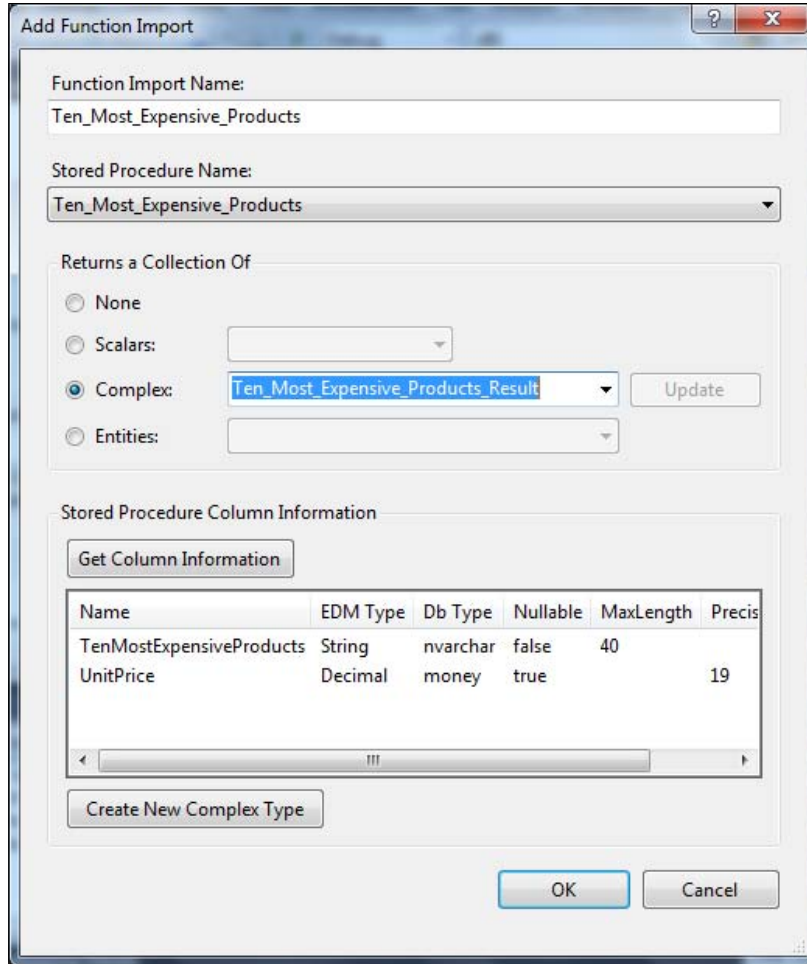 Add Function Import
?
Function Import Name:
Ten_Most_Expensive_Products
Stored Procedure Name:
Ten_Most_Expensive_Products
Returns a Collection Of
None
Scalars:
Complex: Ten_Most_Expensive_Products_Result Update
Entities:
Stored Procedure Column Information
Get Column Information
Name EDM Type Db Type Nullable MaxLength Precis
TenMostExpensiveProducts String nvarchar false 40
UnitPrice Decimal money true 19
Create New Complex Type
OK Cancel